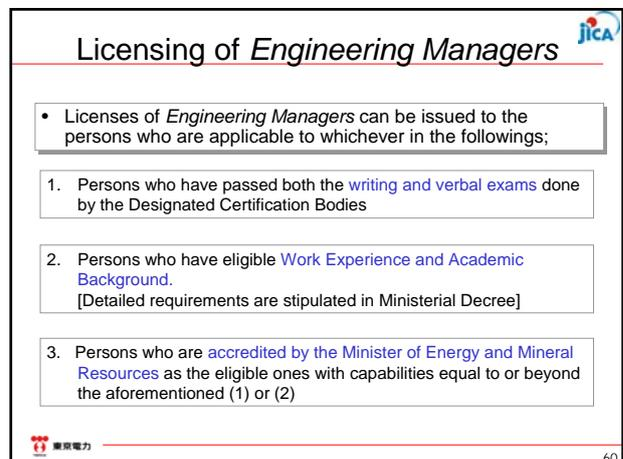 jica
Licensing of Engineering Managers
• Licenses of Engineering Managers can be issued to the
persons who are applicable to whichever in the followings;
1. Persons who have passed both the writing and verbal exams done
by the Designated Certification Bodies
2. Persons who have eligible Work Experience and Academic
Background.
[Detailed requirements are stipulated in Ministerial Decree]
3. Persons who are accredited by the Minister of Energy and Mineral
Resources as the eligible ones with capabilities equal to or beyond
the aforementioned (1) or (2)
東京電力
60